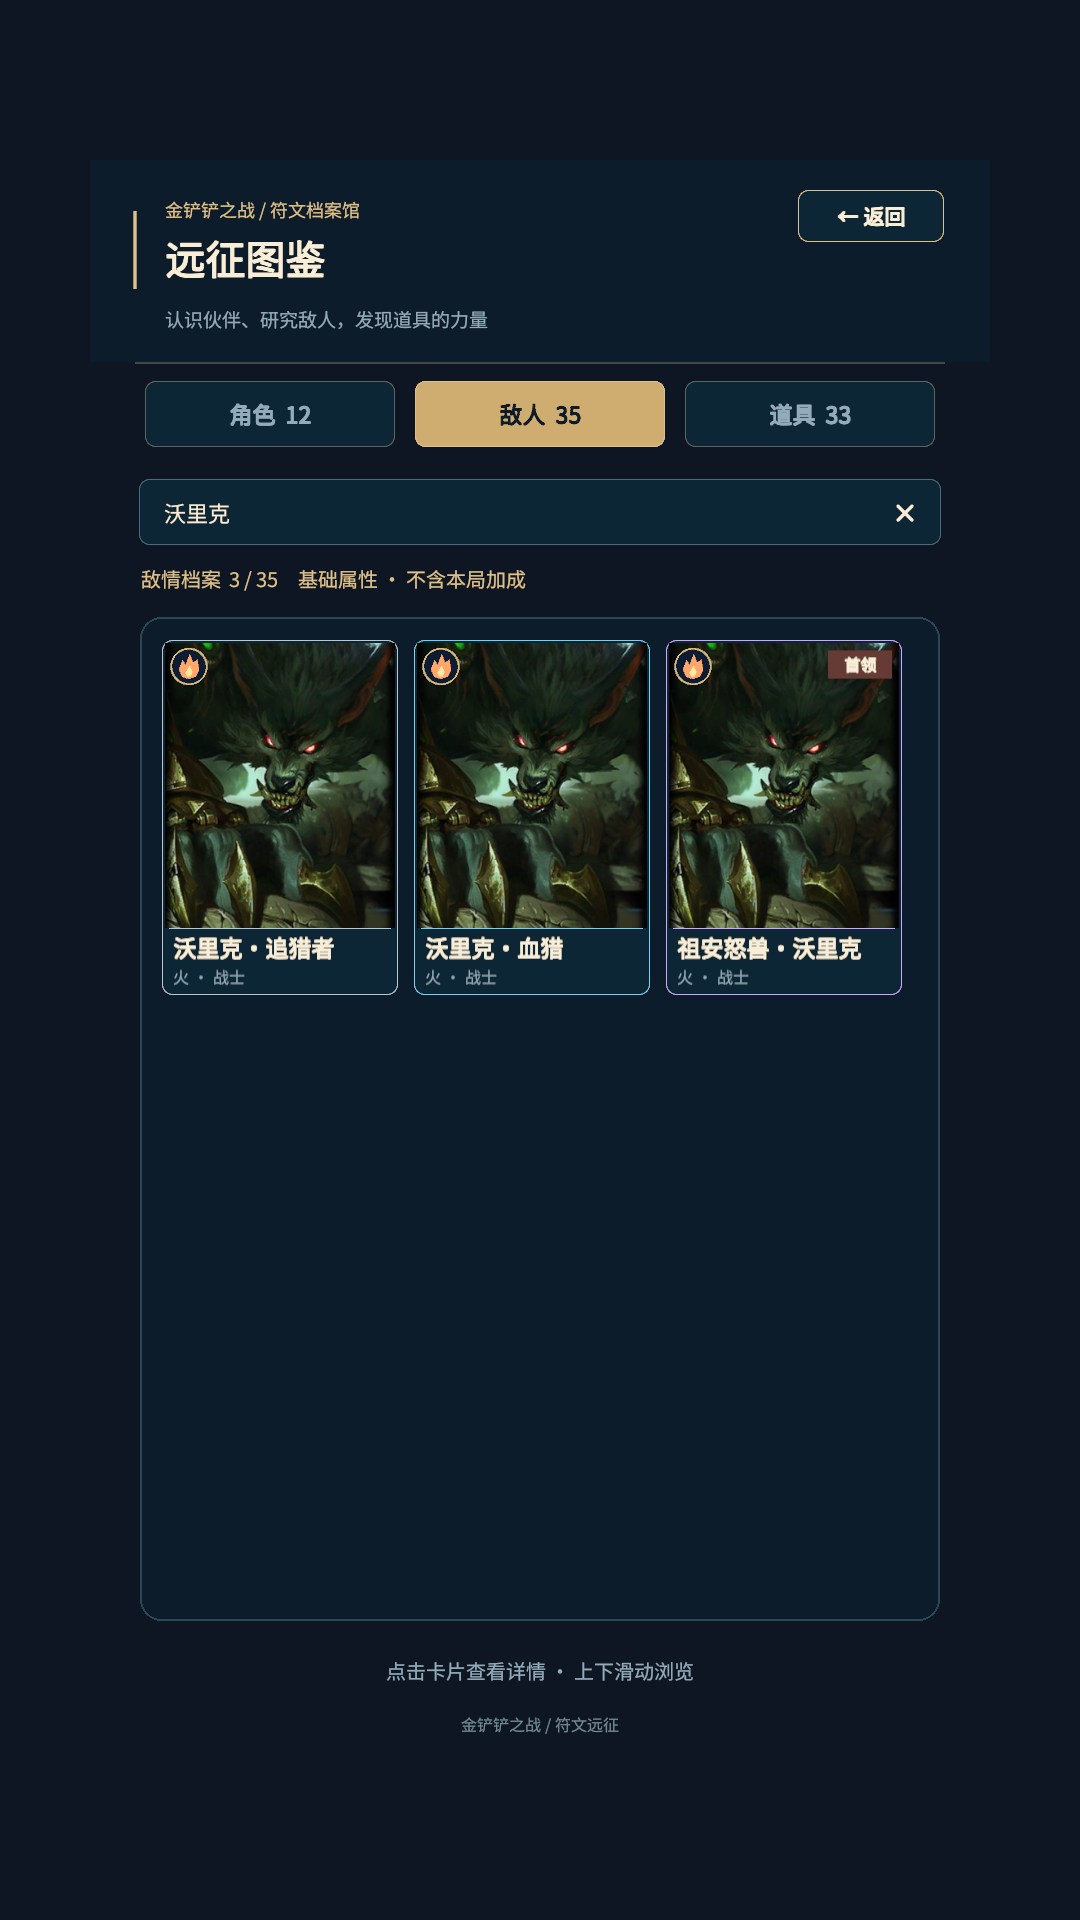 金铲铲之战 / 符文档案馆
← 返回
远征图鉴
认识伙伴、研究敌人，发现道具的力量
角色 12
敌人 35
道具 33
沃里克
敌情档案 3 / 35 基础属性 · 不含本局加成
首领
沃里克·追猎者
火 · 战士
沃里克·血猎
火 · 战士
祖安怒兽·沃里克
火 · 战士
点击卡片查看详情 · 上下滑动浏览
金铲铲之战 / 符文远征